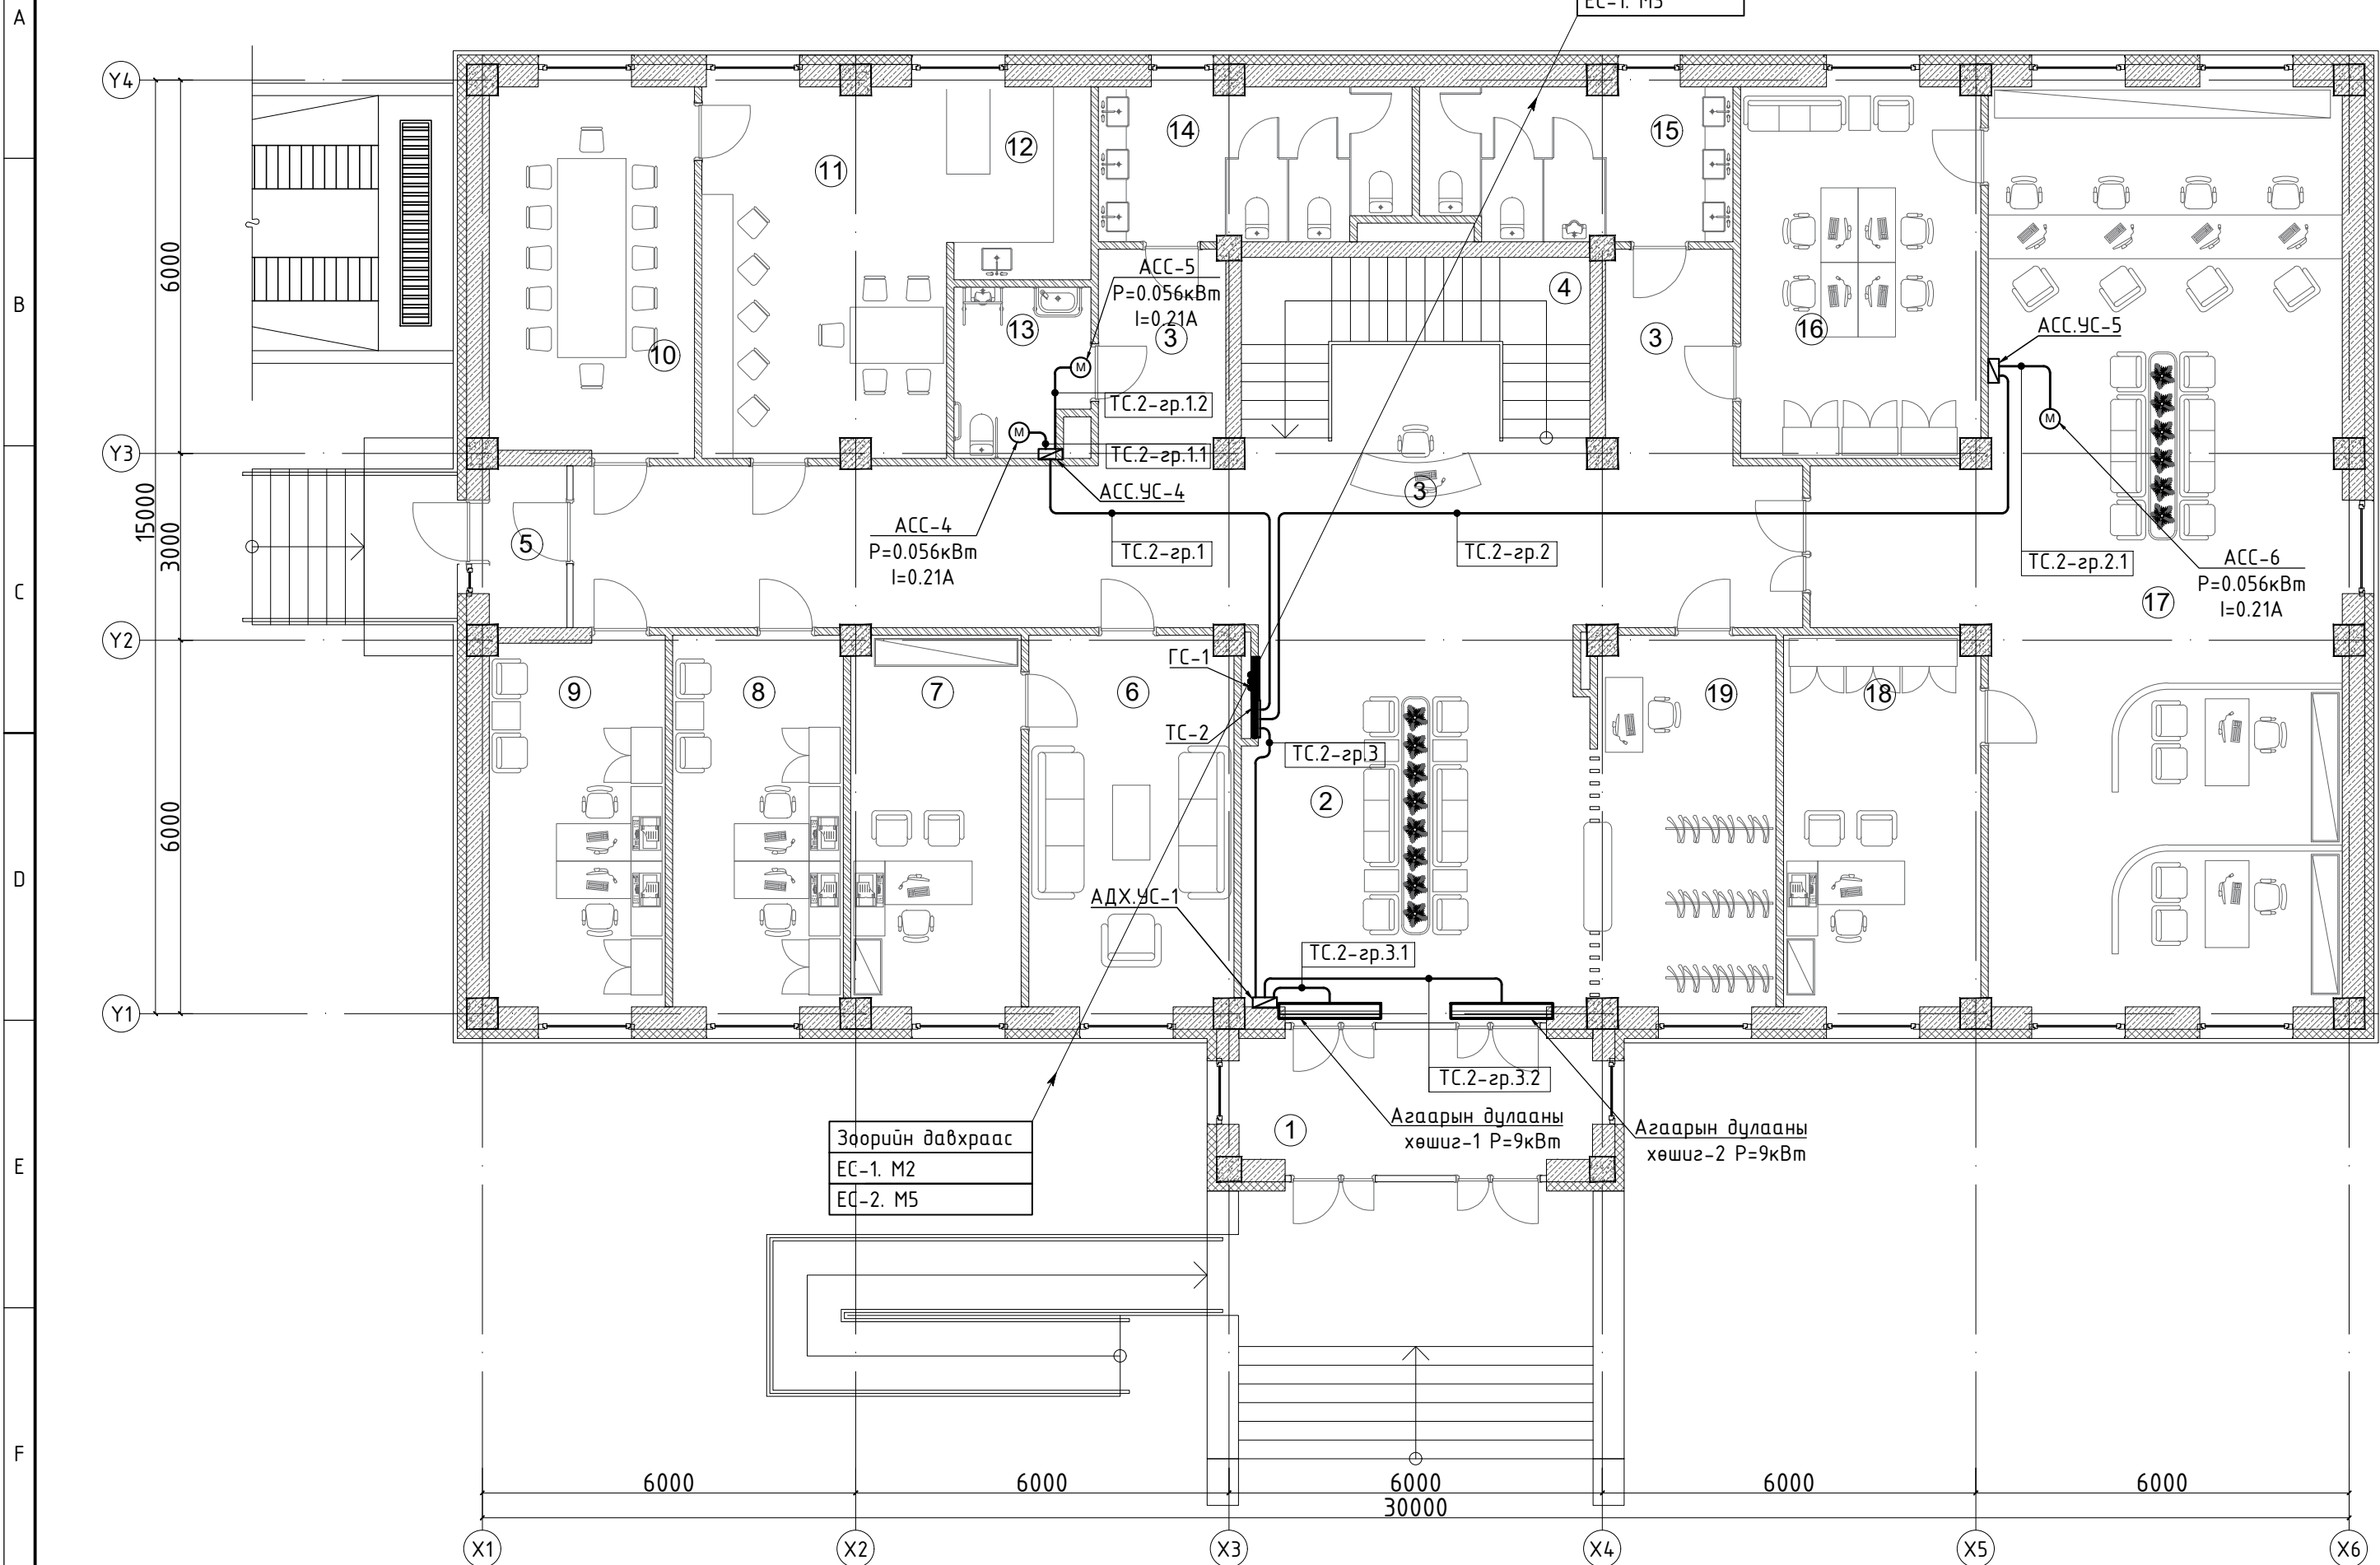 EC-1. M3
A
B
C
D
E
F
Y4
Y3
Y2
Y1
6000
15000
3000
6000
14
15
12
11
10
13
16
4
3
3
3
5
17
9
8
7
6
2
19
18
1
АСС-5
Р=0.056кВт
I=0.21А
АСС.УС-5
ТС.2-гр.1.2
ТС.2-гр.1.1
АСС.УС-4
М
М
М
АСС-4
Р=0.056кВт
I=0.21А
ТС.2-гр.1
ТС.2-гр.2
ТС.2-гр.2.1
АСС-6
Р=0.056кВт
I=0.21А
ГС-1
ТС-2
ТС.2-гр.3
АДХ.УС-1
ТС.2-гр.3.1
ТС.2-гр.3.2
Агаарын дулааны
хөшиг-1 Р=9кВт
Агаарын дулааны
хөшиг-2 Р=9кВт
Зоорийн давхраас
ЕС-1. М2
ЕС-2. М5
6000
6000
6000
6000
6000
30000
X1
X2
X3
X4
X5
X6